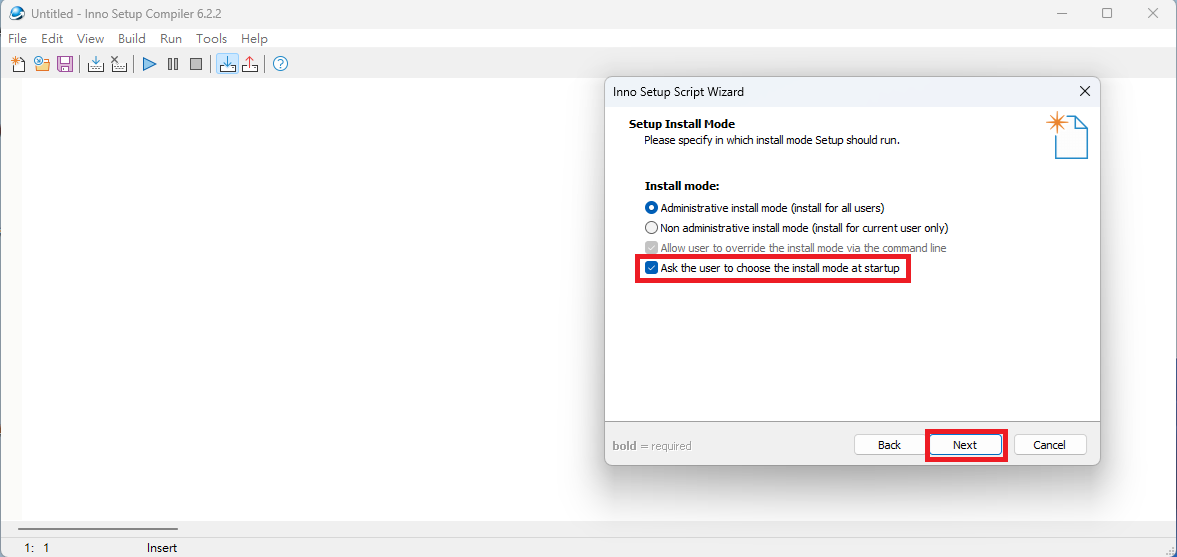 Untitled - Inno Setup Compiler 6.2.2
File Edit View Build Run Tools Help
Inno Setup Script Wizard
Setup Install Mode
Please specify in which install mode Setup should run.
Install mode:
Administrative install mode (install for all users)
Non administrative install mode (install for current user only)
Allow user to override the install mode via the command line
Ask the user to choose the install mode at startup
bold = required
Back Next Cancel
1: 1 Insert